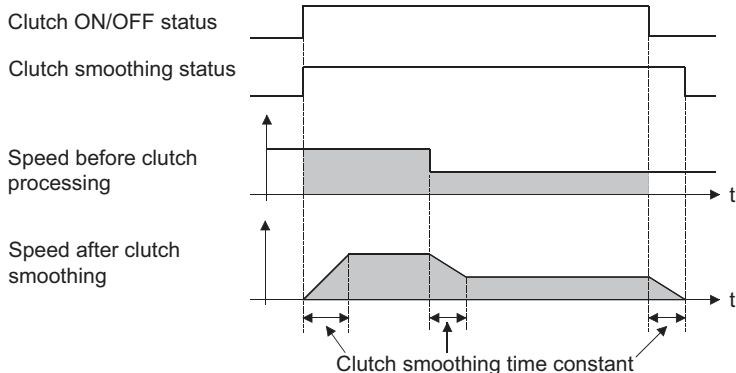 Clutch ON/OFF status
Clutch smoothing status
Speed before clutch
processing
t
Speed after clutch
smoothing
t
Clutch smoothing time constant